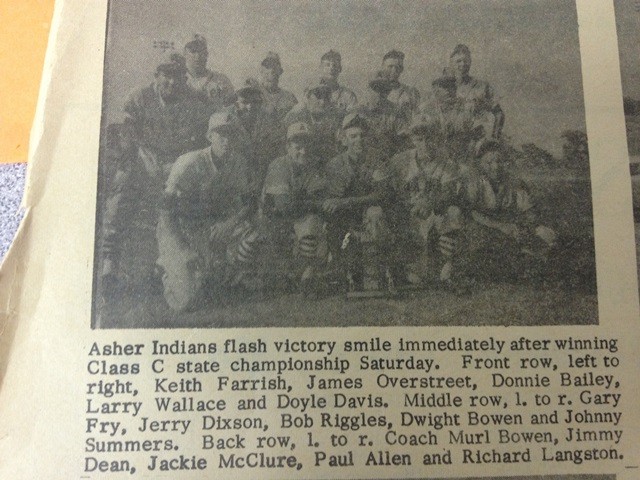 Asher Indians flash victory smile immediately after winning
Class C state championship Saturday. Front row, left to
right, Keith Farrish, James Overstreet, Donnie Bailey,
Larry Wallace and Doyle Davis. Middle row, l. to r. Gary
Fry, Jerry Dixson, Bob Riggles, Dwight Bowen and Johnny
Summers. Back row, l. to r. Coach Murl Bowen, Jimmy
Dean, Jackie McClure, Paul Allen and Richard Langston.